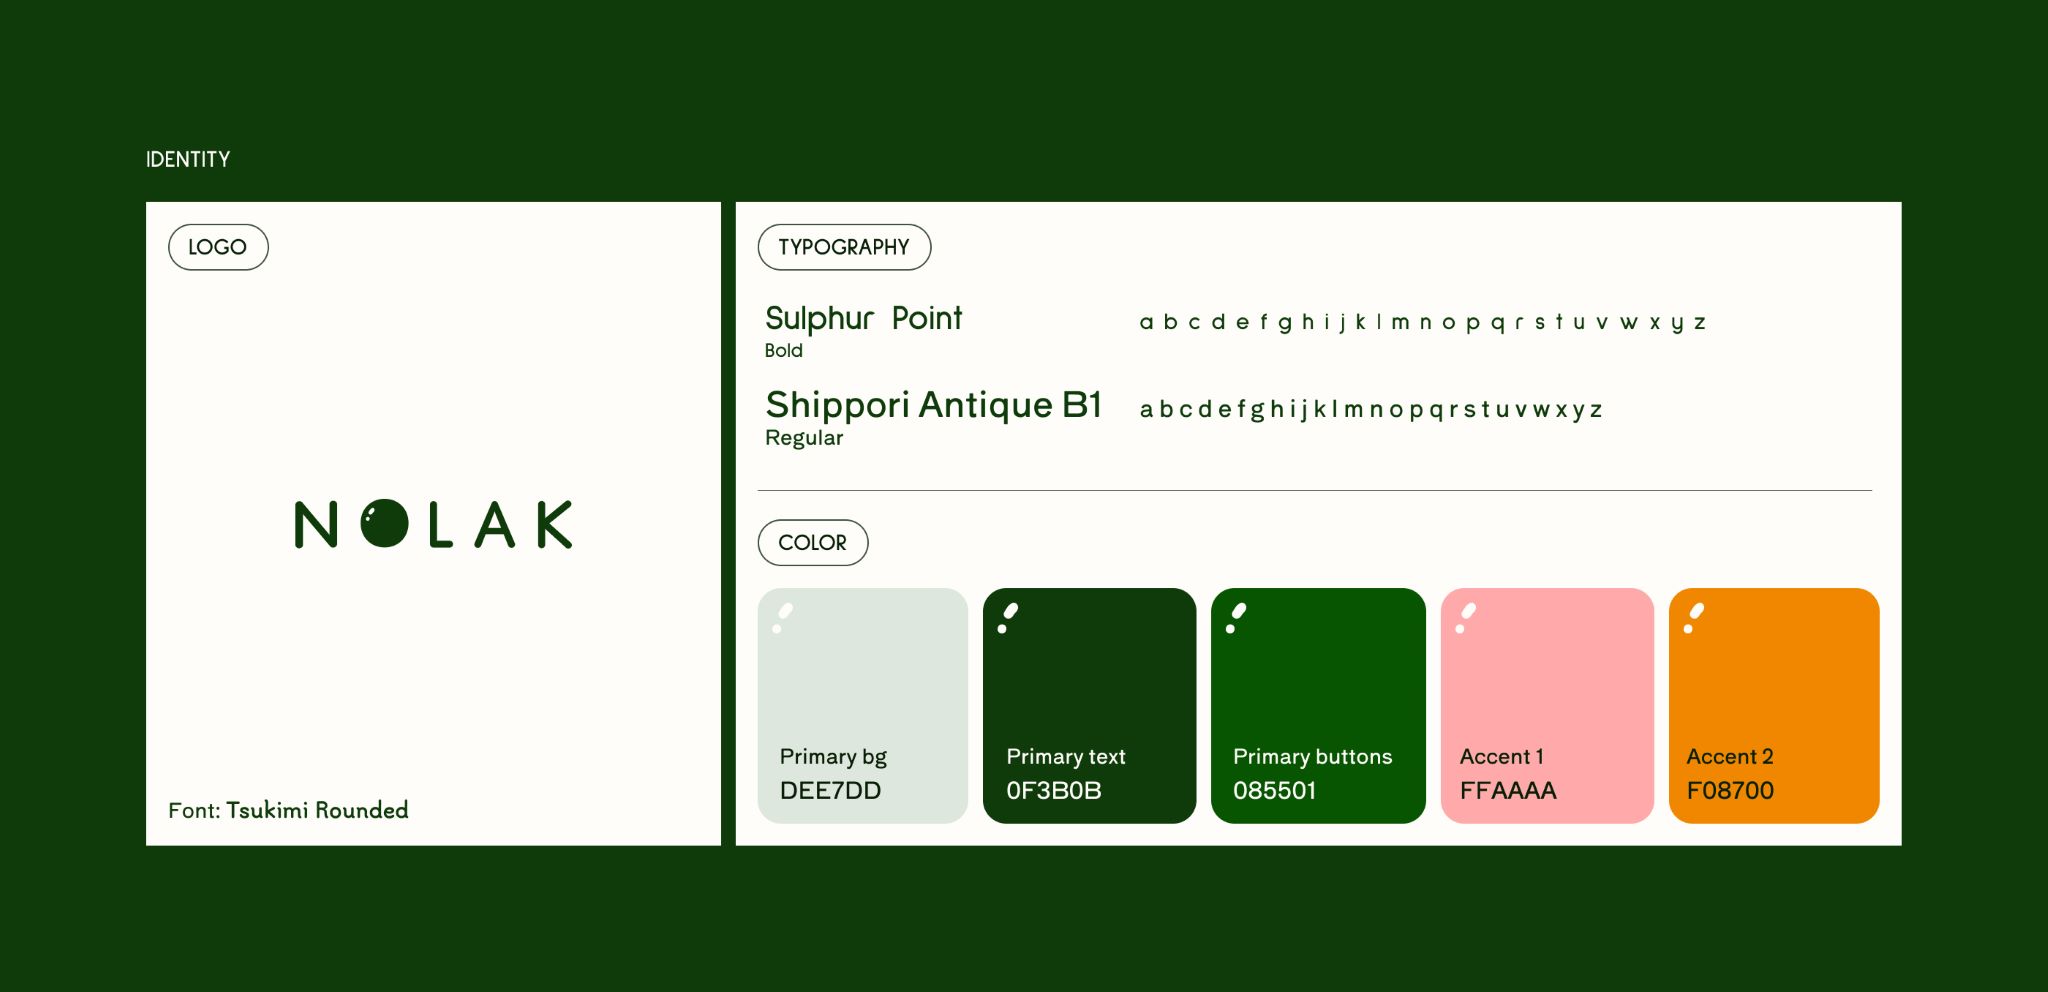 IDENTITY
LOGO
NOLAK
Font: Tsukimi Rounded
TYPOGRAPHY
Sulphur Point
Bold
a b c d e f g h i j k l m n o p q r s t u v w x y z
Shippori Antique B1
Regular
a b c d e f g h i j k l m n o p q r s t u v w x y z
COLOR
Primary bg
DEE7DD
Primary text
0F3B0B
Primary buttons
085501
Accent 1
FFAAAA
Accent 2
F08700